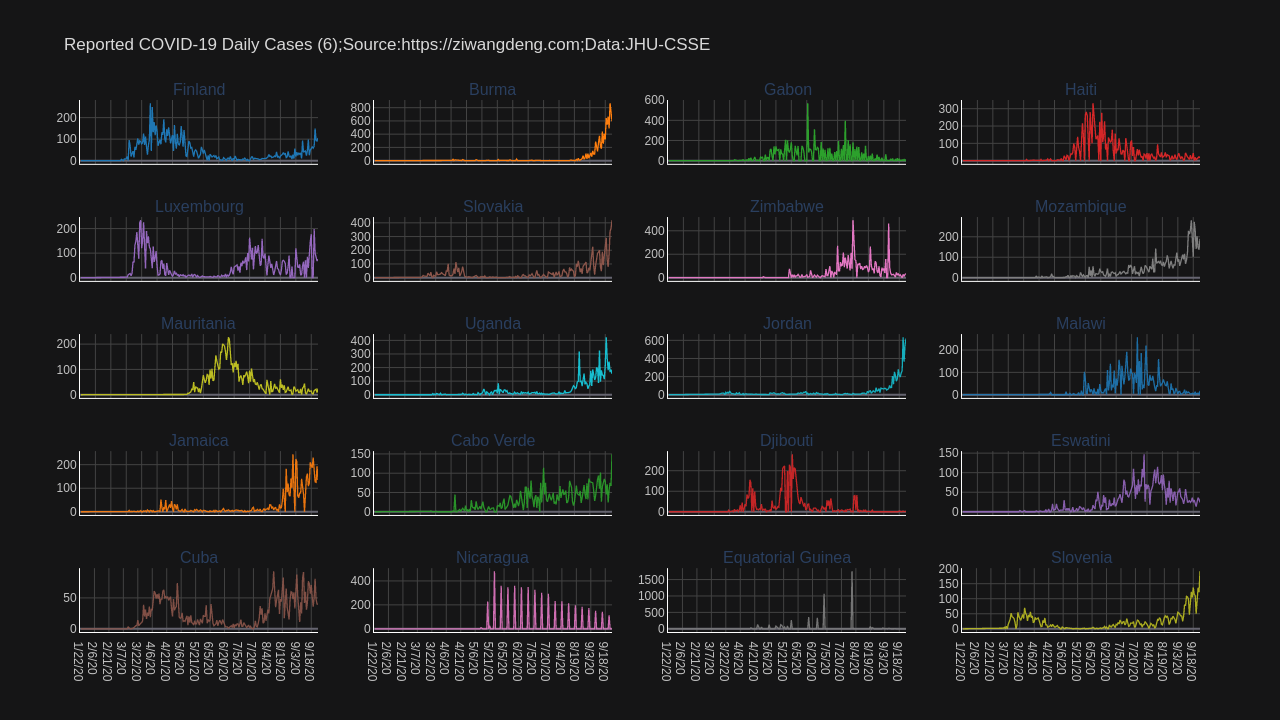 Reported COVID-19 Daily Cases (6);Source:https://ziwangdeng.com;Data:JHU-CSSE
Finland Burma Gabon Haiti
200 100 0
800 600 400 200 0
600 400 200 0
300 200 100 0
Luxembourg Slovakia Zimbabwe Mozambique
200 100 0
400 300 200 100 0
400 200 0
200 100 0
Mauritania Uganda Jordan Malawi
200 100 0
400 300 200 100 0
600 400 200 0
200 100 0
Jamaica Cabo Verde Djibouti Eswatini
200 100 0
150 100 50 0
200 100 0
150 100 50 0
Cuba Nicaragua Equatorial Guinea Slovenia
50 0
400 200 0
1500 1000 500 0
200 150 100 50 0
1/22/20 2/6/20 2/21/20 3/7/20 3/22/20 4/6/20 4/21/20 5/6/20 5/21/20 6/5/20 6/20/20 7/5/20 7/20/20 8/4/20 8/19/20 9/3/20 9/18/20
1/22/20 2/6/20 2/21/20 3/7/20 3/22/20 4/6/20 4/21/20 5/6/20 5/21/20 6/5/20 6/20/20 7/5/20 7/20/20 8/4/20 8/19/20 9/3/20 9/18/20
1/22/20 2/6/20 2/21/20 3/7/20 3/22/20 4/6/20 4/21/20 5/6/20 5/21/20 6/5/20 6/20/20 7/5/20 7/20/20 8/4/20 8/19/20 9/3/20 9/18/20
1/22/20 2/6/20 2/21/20 3/7/20 3/22/20 4/6/20 4/21/20 5/6/20 5/21/20 6/5/20 6/20/20 7/5/20 7/20/20 8/4/20 8/19/20 9/3/20 9/18/20